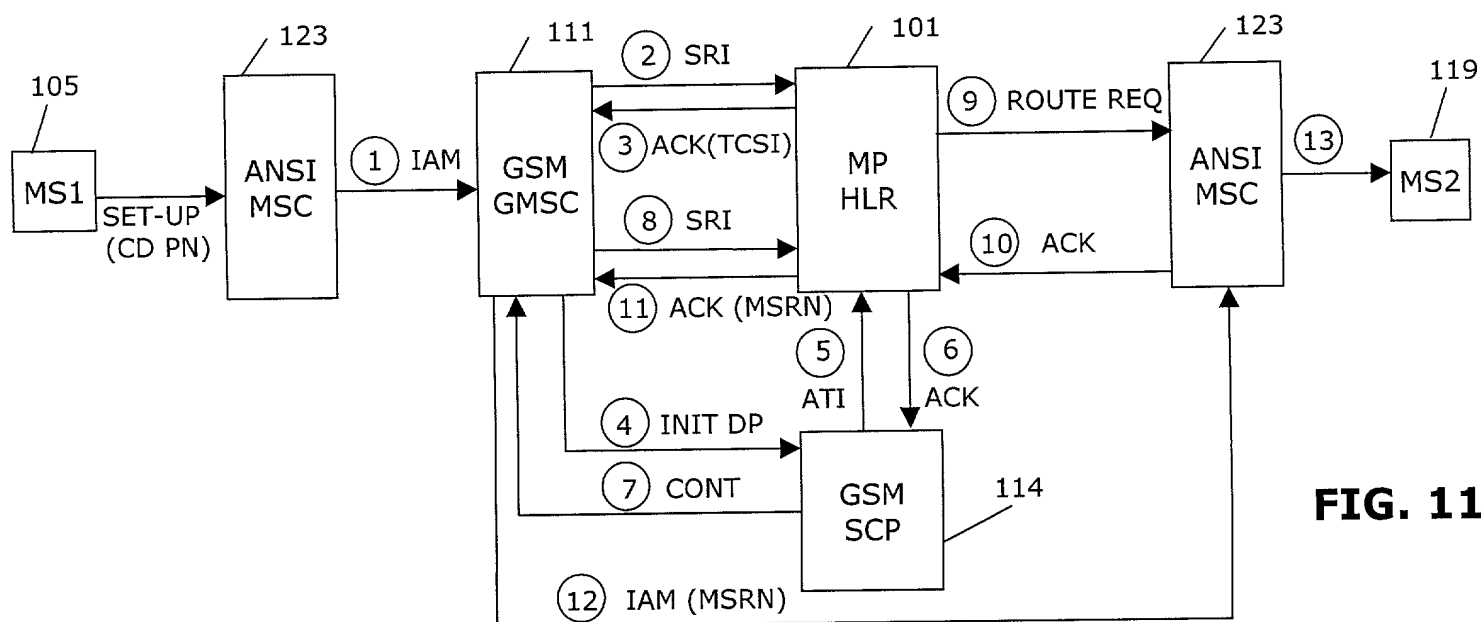 123
111
101
123
119
105
2 SRI
9 ROUTE REQ
3 ACK(TCSI)
13
1 IAM
MS1
ANSI
MSC
GSM
GMSC
MP
HLR
ANSI
MSC
MS2
SET-UP
(CD PN)
8 SRI
10 ACK
11 ACK (MSRN)
5
ATI
6
ACK
4 INIT DP
7 CONT
GSM
SCP
114
FIG. 11
12 IAM (MSRN)